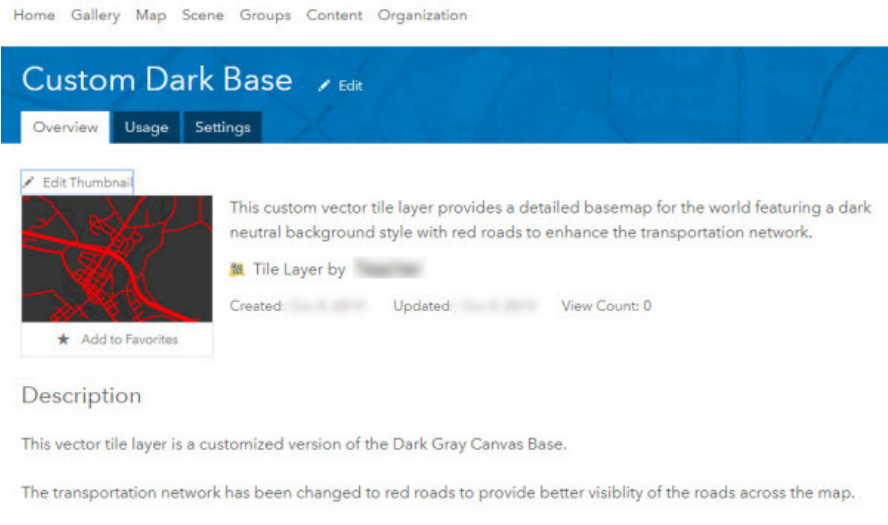 Home Gallery Map Scene Groups Content Organization
Custom Dark Base Edit
Overview Usage Settings
Edit Thumbnail
This custom vector tile layer provides a detailed basemap for the world featuring a dark
neutral background style with red roads to enhance the transportation network.
Tile Layer by
Created: Updated: View Count: 0
Add to Favorites
Description
This vector tile layer is a customized version of the Dark Gray Canvas Base.
The transportation network has been changed to red roads to provide better visiblity of the roads across the map.